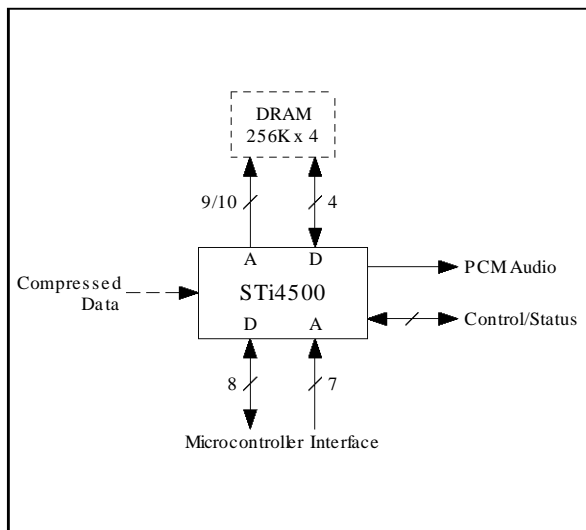 DRAM
256K x 4
9/10
4
A
D
Compressed
Data
STi4500
PCM Audio
D
A
Control/Status
8
7
Microcontroller Interface